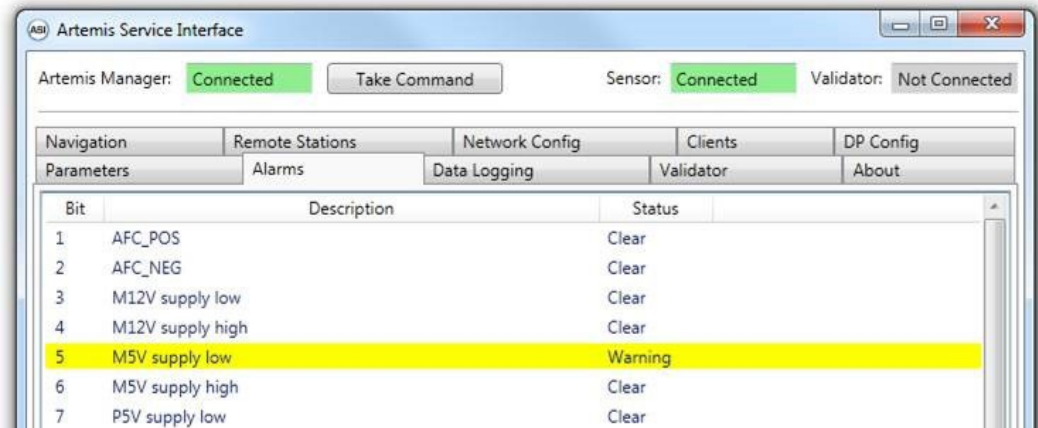 ASI Artemis Service Interface
Artemis Manager: Connected Take Command Sensor: Connected Validator: Not Connected
Navigation Remote Stations Network Config Clients DP Config
Parameters Alarms Data Logging Validator About
Bit Description Status
1 AFC_POS Clear
2 AFC_NEG Clear
3 M12V supply low Clear
4 M12V supply high Clear
5 M5V supply low Warning
6 M5V supply high Clear
7 P5V supply low Clear